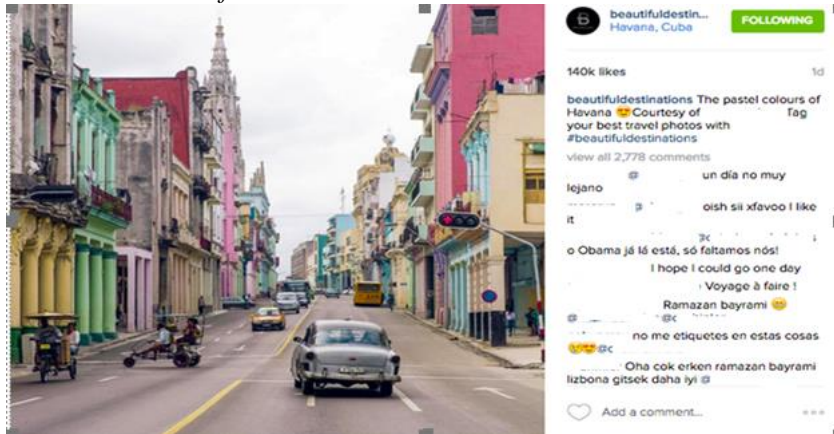 beautifuldestin...
Havana, Cuba
FOLLOWING
140k likes
1d
beautifuldestinations The pastel colours of
Havana 😍Courtesy of Tag
your best travel photos with
#beautifuldestinations
view all 2,778 comments
@ un día no muy
lejano
@ oish sii xfavoo I like
it
@
o Obama já lá está, só faltamos nós!
I hope I could go one day
Voyage à faire !
Ramazan bayrami 😁
@ @
no me etiquetes en estas cosas
😢😍@
Oha cok erken ramazan bayrami
lizbona gitsek daha iyi @
Add a comment...